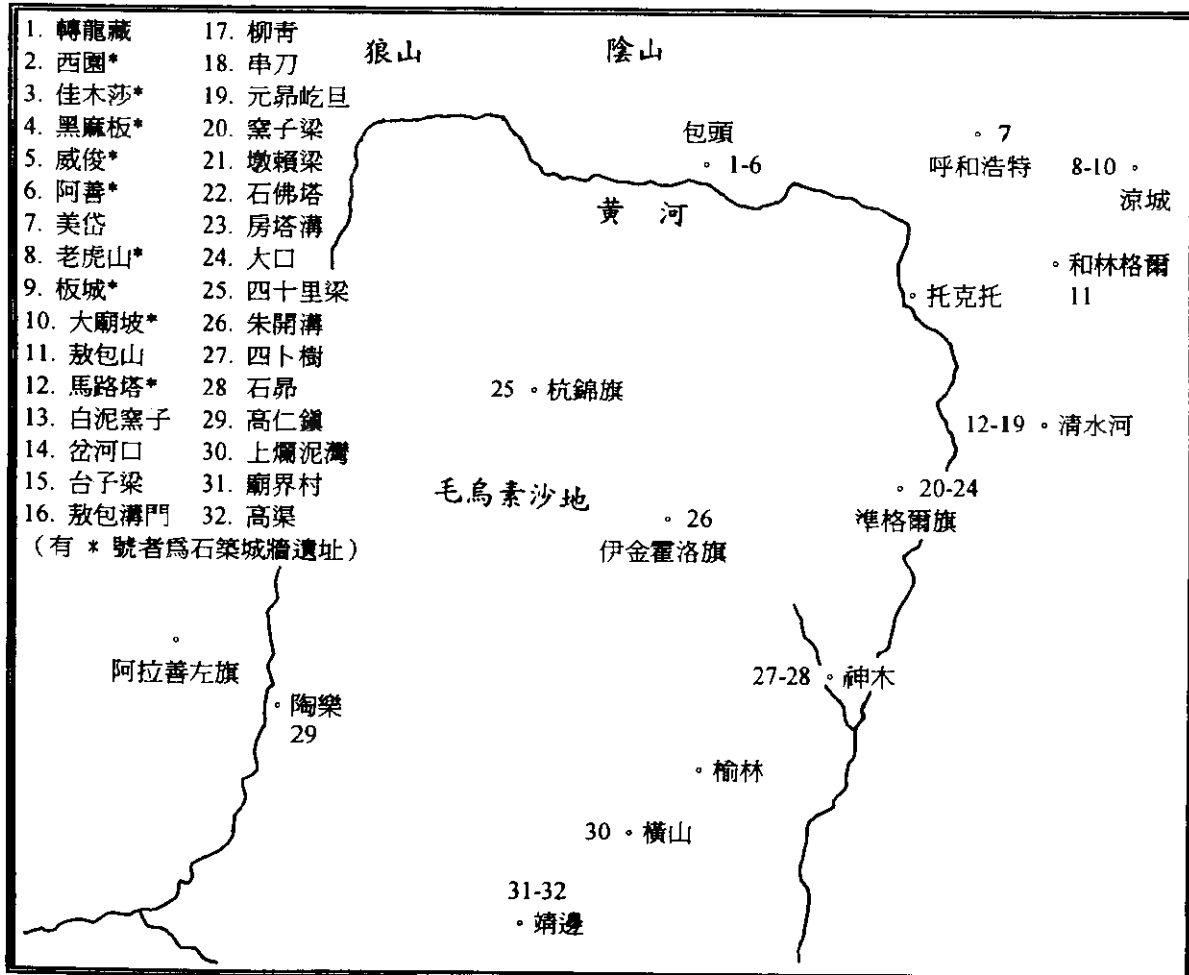 1. 轉龍藏
2. 西園*
3. 佳木莎*
4. 黑麻板*
5. 威俊*
6. 阿善*
7. 美岱
8. 老虎山*
9. 板城*
10. 大廟坡*
11. 敖包山
12. 馬路塔*
13. 白泥窯子
14. 岔河口
15. 台子梁
16. 敖包溝門
17. 柳青
18. 串刀
19. 元昴屹旦
20. 窯子梁
21. 墩賴梁
22. 石佛塔
23. 房塔溝
24. 大口
25. 四十里梁
26. 朱開溝
27. 四卜樹
28 石昴
29. 高仁鎮
30. 上爛泥灣
31. 廟界村
32. 高渠
（有 * 號者爲石築城牆遺址）
狼山
陰山
包頭
1-6
7
呼和浩特
8-10
涼城
黃 河
和林格爾
11
托克托
25 杭錦旗
12-19 清水河
毛烏素沙地
20-24
準格爾旗
26
伊金霍洛旗
阿拉善左旗
陶樂
29
27-28 神木
榆林
30 橫山
31-32
靖邊